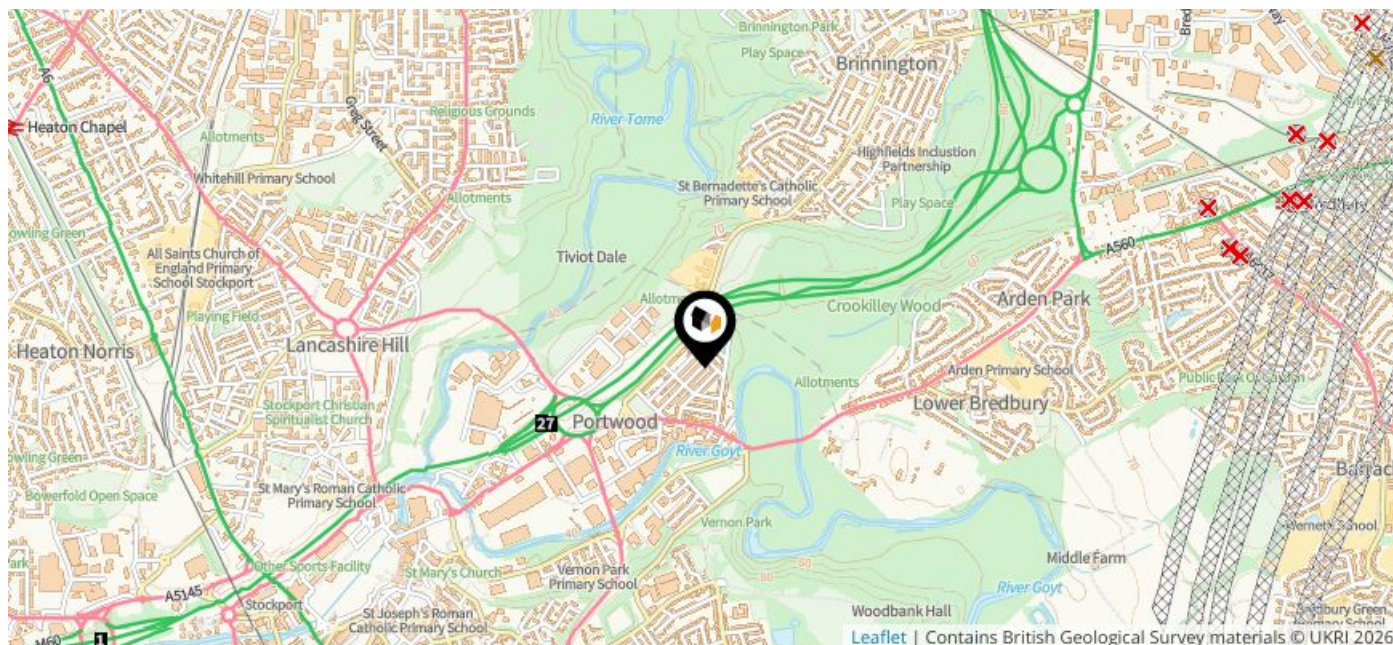 Brinnington Park
Play Space
Brinnington
A6
Heaton Chapel
Greg Street
Religious Grounds
River Tame
Allotments
Whitehill Primary School
Allotments
Highfields Inclustion
Partnership
St Bernadette's Catholic
Primary School
Play Space
A560
All Saints Church of
England Primary
School Stockport
Tiviot Dale
Playing Field
Crookilley Wood
Arden Park
Heaton Norris
Lancashire Hill
Arden Primary School
Allotments
Lower Bredbury
Stockport Christian
Spiritualist Church
27
Portwood
River Goyt
St Mary's Roman Catholic
Primary School
Bowerfold Open Space
Vernon Park
Middle Farm
Other Sports Facility
St Mary's Church
Vernon Park
Primary School
River Goyt
A5145
Stockport
St Joseph's Roman
Catholic Primary School
Woodbank Hall
M60
1
Leaflet | Contains British Geological Survey materials © UKRI 2026